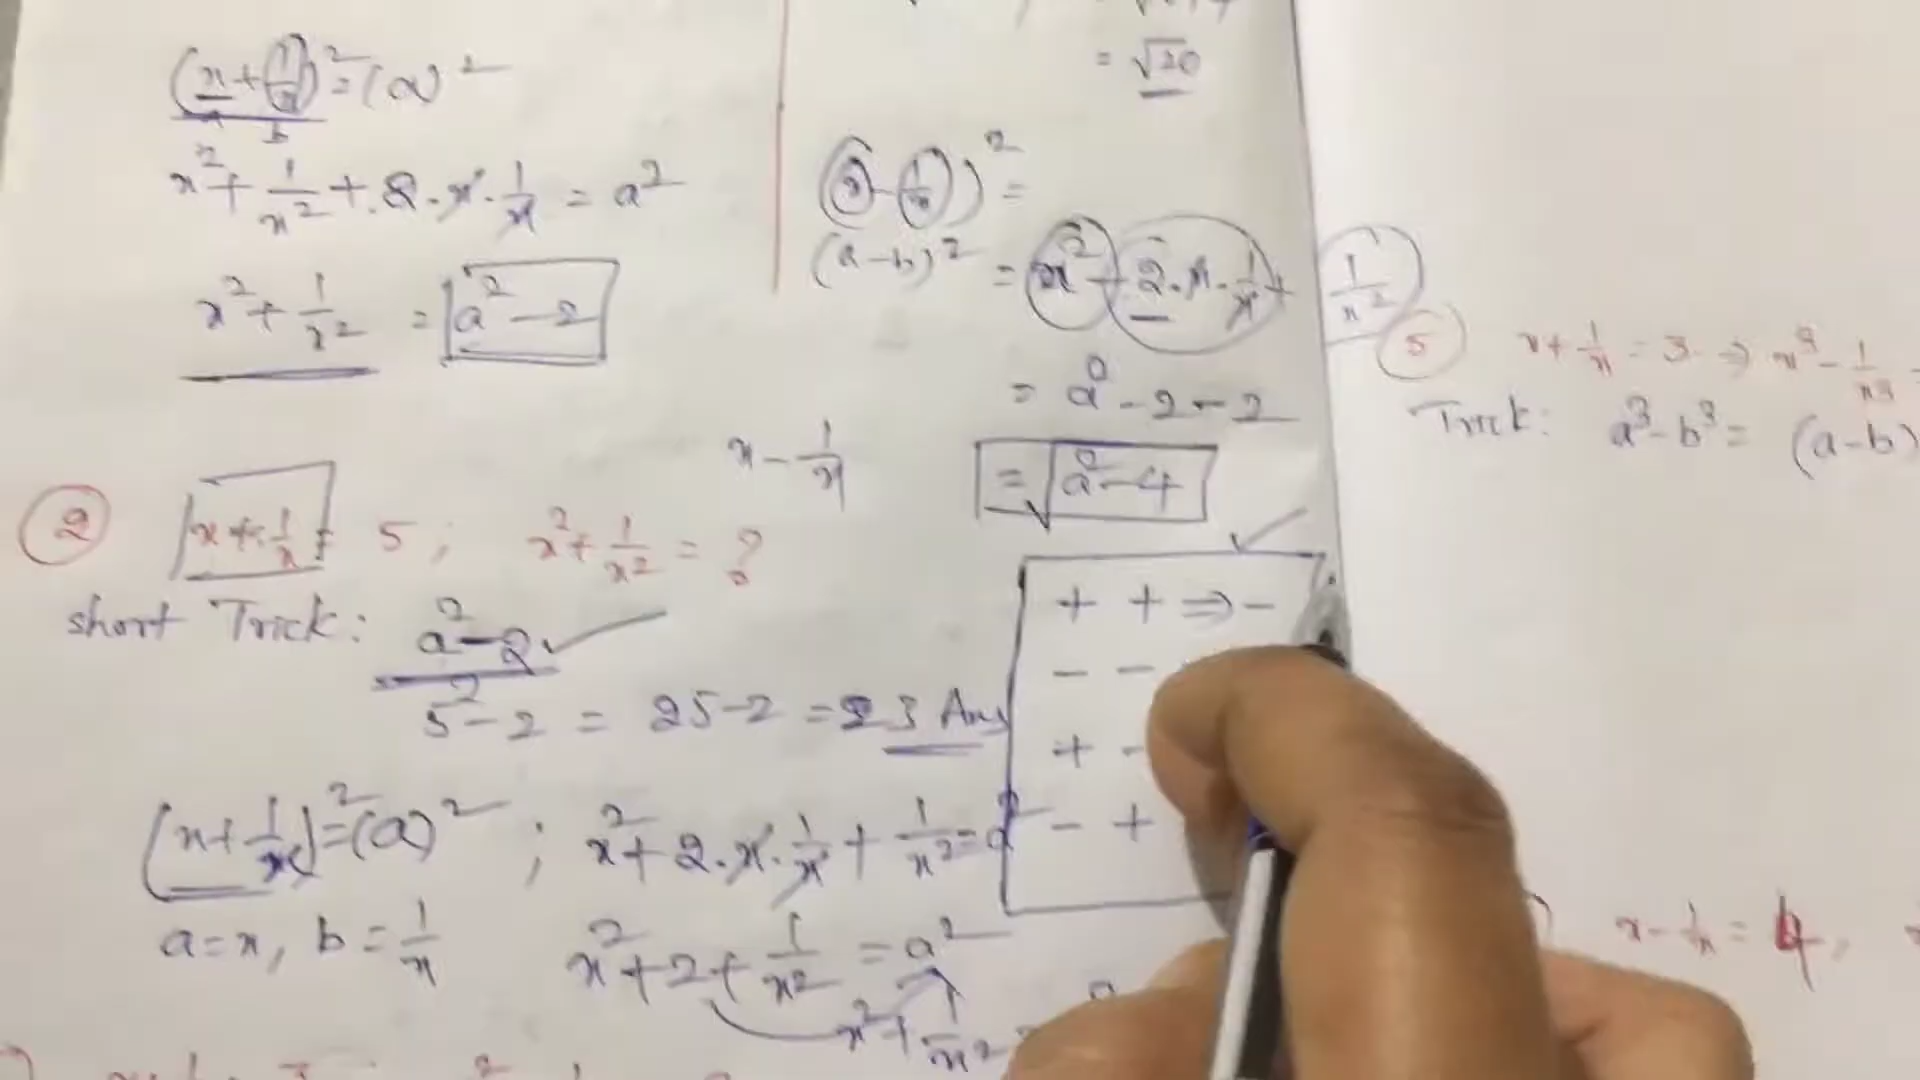 (x + 1/x)² = (a)²
a b
x² + 1/x² + 2 . x . 1/x = a²
x² + 1/x² = a² - 2
② x + 1/x = 5 ; x² + 1/x² = ?
short Trick : a² - 2
5² - 2 = 25 - 2 = 23 Ans
(x + 1/x)² = (a)² ; x² + 2 . x . 1/x + 1/x² = a²
a = x, b = 1/x
x² + 2 + 1/x² = a²
x² + 1/x²
= √20
(x - 1/x)² =
(a - b)²
= x² - 2 . x . 1/x + 1/x²
= a² - 2 - 2
x - 1/x
= √a² - 4
+ + ⇒ -
- -
+ -
- +
⑤ x + 1/x = 3 ⇒ x³ - 1/x³
Trick : a³ - b³ = (a - b)
x - 1/x = 4,